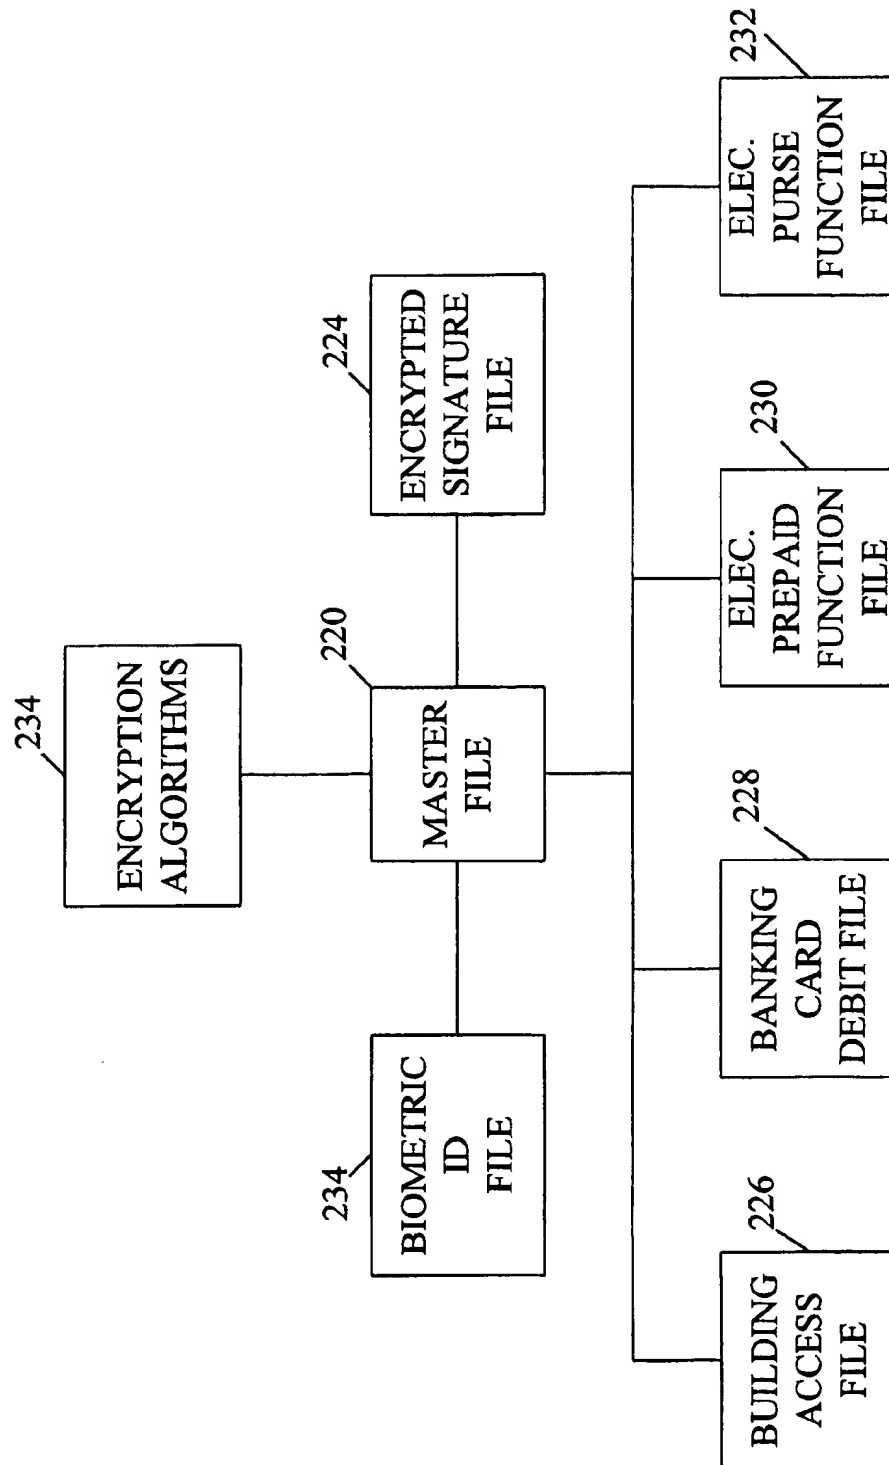 234
ENCRYPTION
ALGORITHMS
234
BIOMETRIC
ID
FILE
220
MASTER
FILE
224
ENCRYPTED
SIGNATURE
FILE
226
BUILDING
ACCESS
FILE
228
BANKING
CARD
DEBIT FILE
230
ELEC.
PREPAID
FUNCTION
FILE
232
ELEC.
PURSE
FUNCTION
FILE